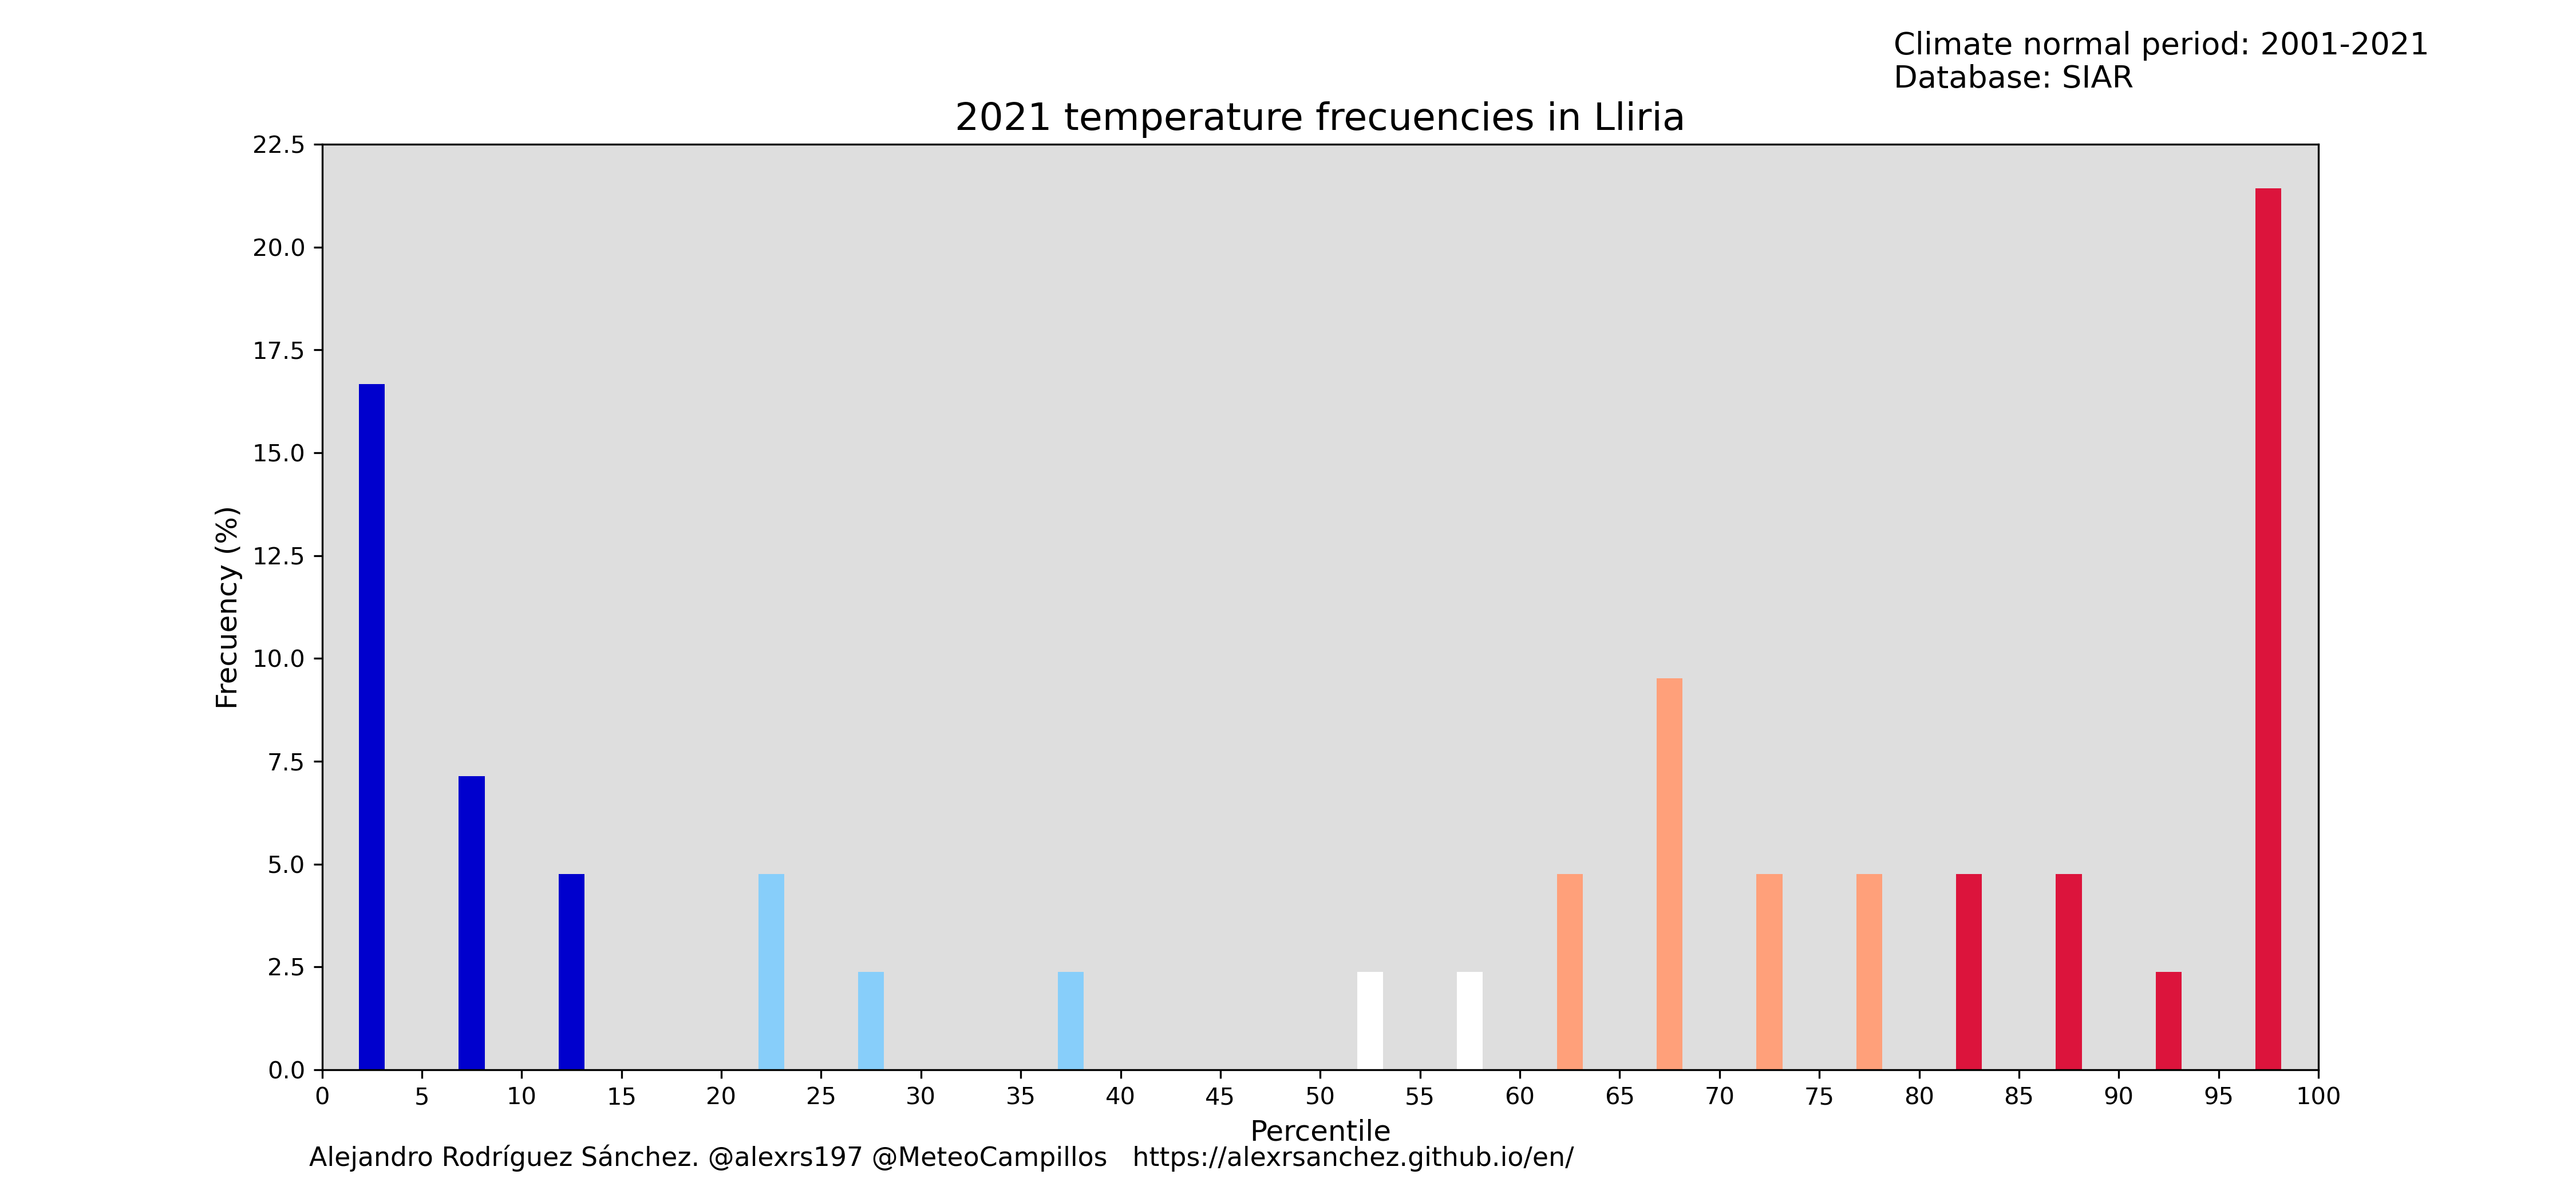 Climate normal period: 2001-2021
Database: SIAR
2021 temperature frecuencies in Lliria
22.5
20.0
17.5
15.0
12.5
10.0
7.5
5.0
2.5
0.0
Frecuency (%)
0 5 10 15 20 25 30 35 40 45 50 55 60 65 70 75 80 85 90 95 100
Percentile
Alejandro Rodríguez Sánchez. @alexrs197 @MeteoCampillos https://alexrsanchez.github.io/en/